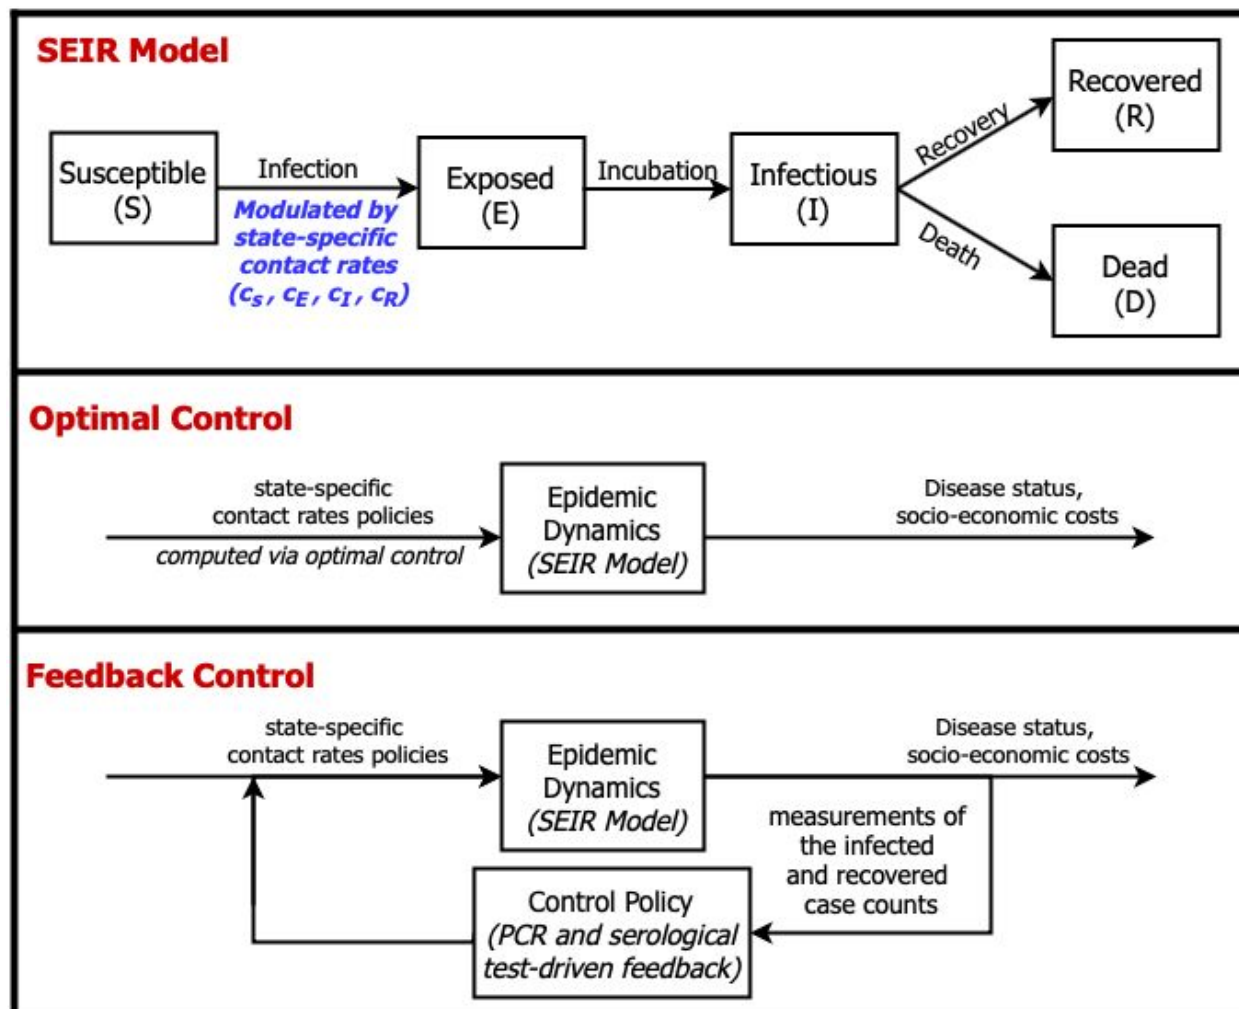 SEIR Model
Susceptible
(S)
Infection
Modulated by
state-specific
contact rates
(cs , cE , cI , cR)
Exposed
(E)
Incubation
Infectious
(I)
Recovery
Death
Recovered
(R)
Dead
(D)
Optimal Control
state-specific
contact rates policies
computed via optimal control
Epidemic
Dynamics
(SEIR Model)
Disease status,
socio-economic costs
Feedback Control
state-specific
contact rates policies
Epidemic
Dynamics
(SEIR Model)
Disease status,
socio-economic costs
measurements of
the infected
and recovered
case counts
Control Policy
(PCR and serological
test-driven feedback)